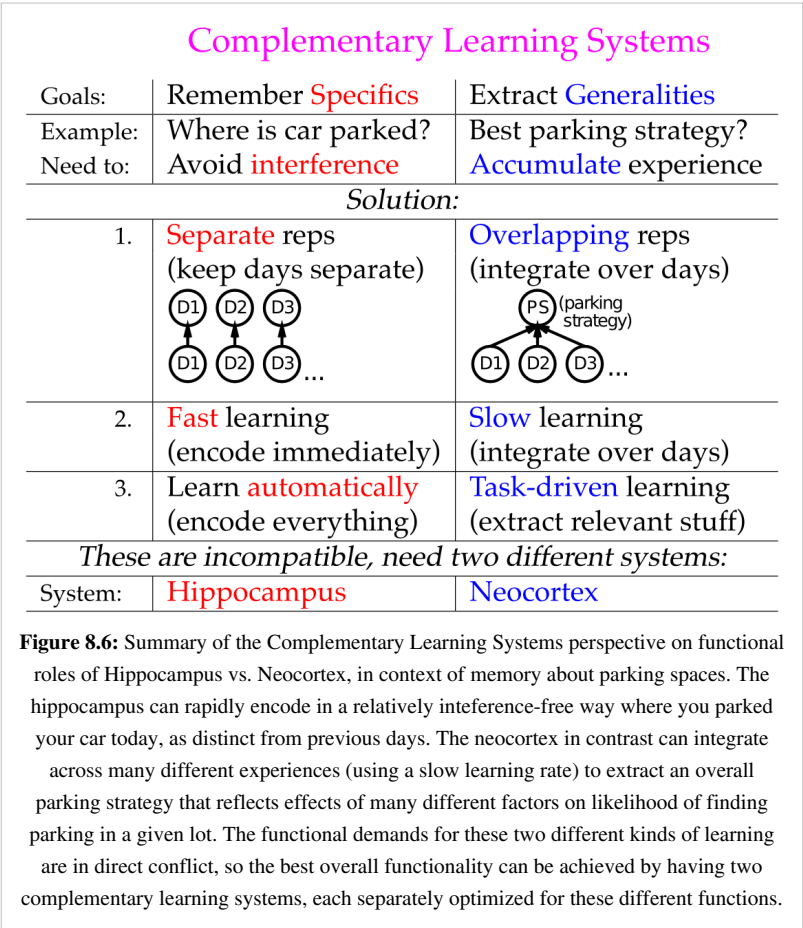 Complementary Learning Systems
Goals: Remember Specifics Extract Generalities
Example: Where is car parked? Best parking strategy?
Need to: Avoid interference Accumulate experience
Solution:
1. Separate reps Overlapping reps
(keep days separate) (integrate over days)
D1 D2 D3 PS (parking
strategy)
D1 D2 D3 ... D1 D2 D3 ...
2. Fast learning Slow learning
(encode immediately) (integrate over days)
3. Learn automatically Task-driven learning
(encode everything) (extract relevant stuff)
These are incompatible, need two different systems:
System: Hippocampus Neocortex
Figure 8.6: Summary of the Complementary Learning Systems perspective on functional
roles of Hippocampus vs. Neocortex, in context of memory about parking spaces. The
hippocampus can rapidly encode in a relatively inteference-free way where you parked
your car today, as distinct from previous days. The neocortex in contrast can integrate
across many different experiences (using a slow learning rate) to extract an overall
parking strategy that reflects effects of many different factors on likelihood of finding
parking in a given lot. The functional demands for these two different kinds of learning
are in direct conflict, so the best overall functionality can be achieved by having two
complementary learning systems, each separately optimized for these different functions.